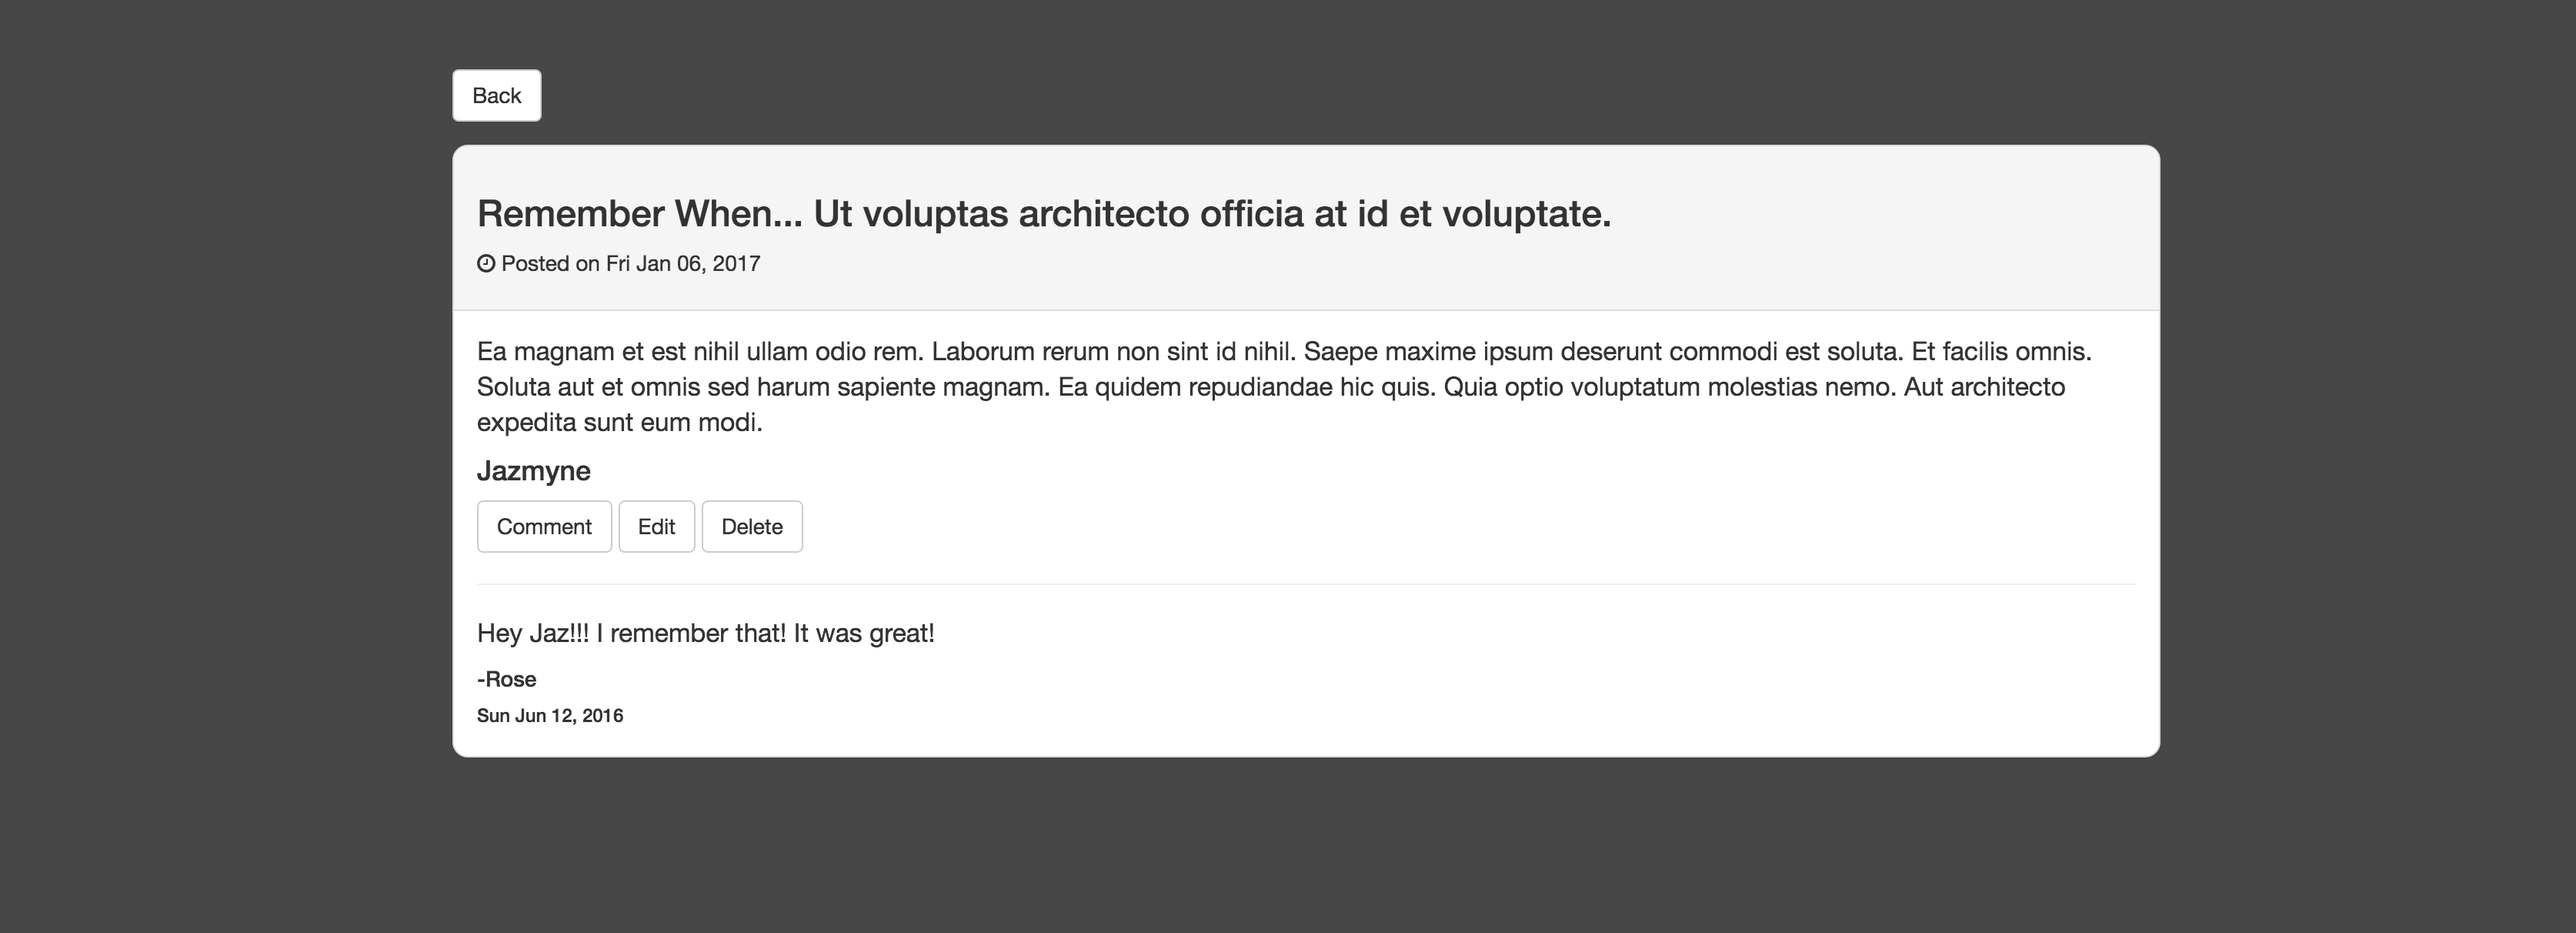 Back
Remember When... Ut voluptas architecto officia at id et voluptate.
Posted on Fri Jan 06, 2017
Ea magnam et est nihil ullam odio rem. Laborum rerum non sint id nihil. Saepe maxime ipsum deserunt commodi est soluta. Et facilis omnis.
Soluta aut et omnis sed harum sapiente magnam. Ea quidem repudiandae hic quis. Quia optio voluptatum molestias nemo. Aut architecto
expedita sunt eum modi.
Jazmyne
Comment Edit Delete
Hey Jaz!!! I remember that! It was great!
-Rose
Sun Jun 12, 2016